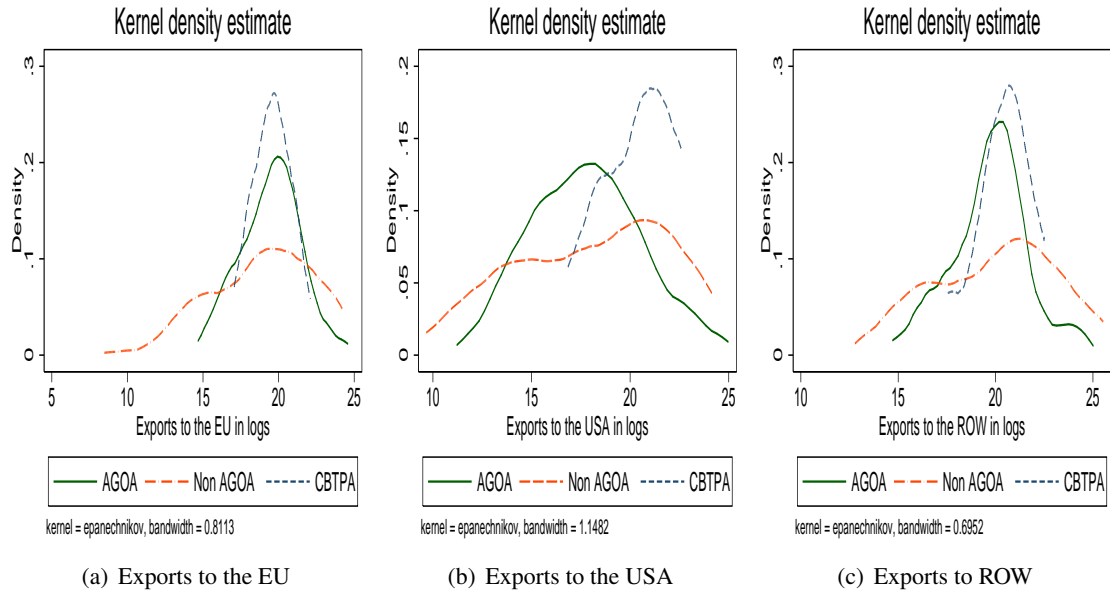 Kernel density estimate
Density
0
.1
.2
.3
5
10
15
20
25
Exports to the EU in logs
AGOA
Non AGOA
CBTPA
kernel = epanechnikov, bandwidth = 0.8113
(a) Exports to the EU
Kernel density estimate
Density
0
.05
.1
.15
.2
10
15
20
25
Exports to the USA in logs
AGOA
Non AGOA
CBTPA
kernel = epanechnikov, bandwidth = 1.1482
(b) Exports to the USA
Kernel density estimate
Density
0
.1
.2
.3
10
15
20
25
Exports to the ROW in logs
AGOA
Non AGOA
CBTPA
kernel = epanechnikov, bandwidth = 0.6952
(c) Exports to ROW